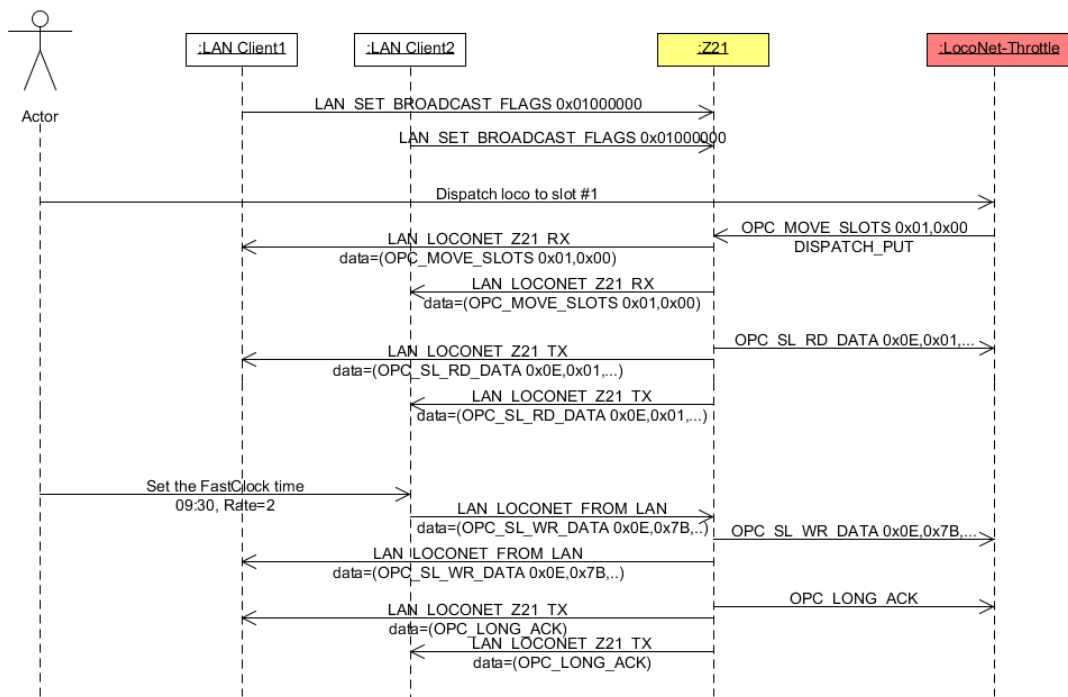 :LAN Client1
:LAN Client2
:Z21
:LocoNet-Throttle
Actor
LAN_SET_BROADCAST_FLAGS 0x01000000
LAN_SET_BROADCAST_FLAGS 0x01000000
Dispatch loco to slot #1
OPC_MOVE_SLOTS 0x01,0x00
DISPATCH_PUT
LAN_LOCONET_Z21_RX
data=(OPC_MOVE_SLOTS 0x01,0x00)
LAN_LOCONET_Z21_RX
data=(OPC_MOVE_SLOTS 0x01,0x00)
OPC_SL_RD_DATA 0x0E,0x01,...
LAN_LOCONET_Z21_TX
data=(OPC_SL_RD_DATA 0x0E,0x01,...)
LAN_LOCONET_Z21_TX
data=(OPC_SL_RD_DATA 0x0E,0x01,...)
Set the FastClock time
09:30, Rate=2
LAN_LOCONET_FROM_LAN
data=(OPC_SL_WR_DATA 0x0E,0x7B,..)
OPC_SL_WR_DATA 0x0E,0x7B,...
LAN_LOCONET_FROM_LAN
data=(OPC_SL_WR_DATA 0x0E,0x7B,..)
OPC_LONG_ACK
LAN_LOCONET_Z21_TX
data=(OPC_LONG_ACK)
LAN_LOCONET_Z21_TX
data=(OPC_LONG_ACK)